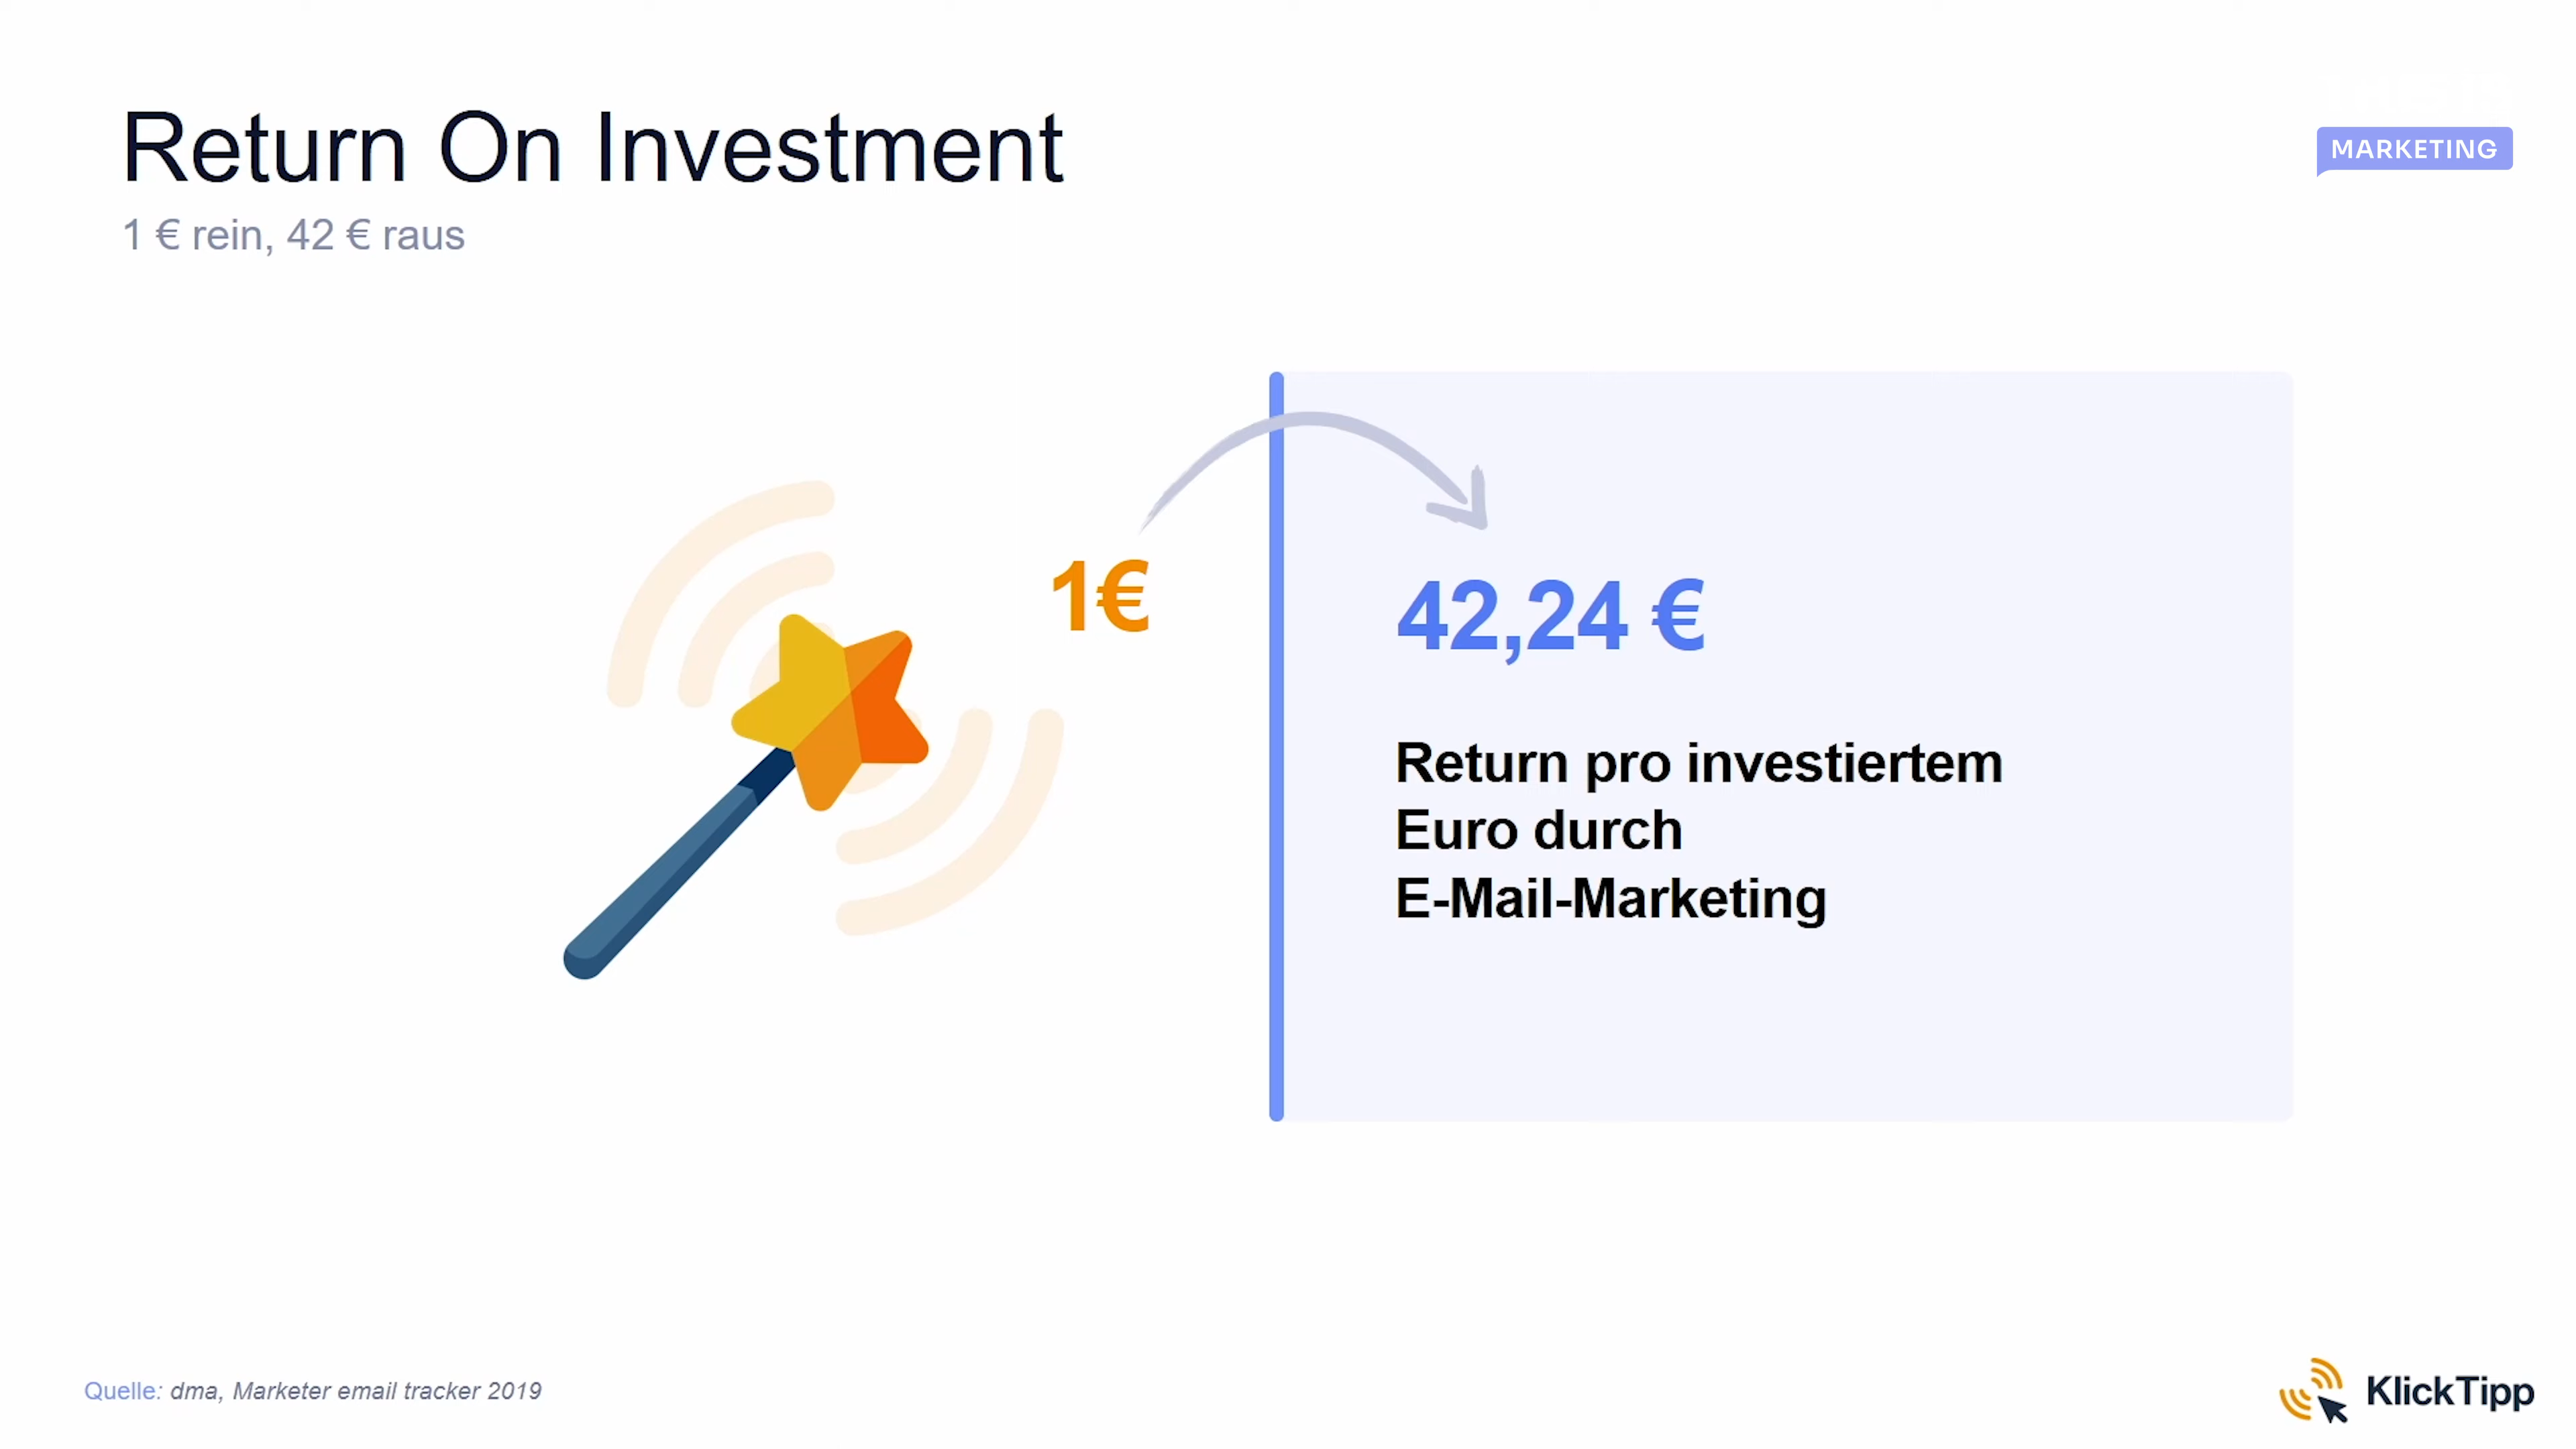 Return On Investment
1 € rein, 42 € raus
MARKETING
1€
42,24 €
Return pro investiertem
Euro durch
E-Mail-Marketing
Quelle: dma, Marketer email tracker 2019
KlickTipp